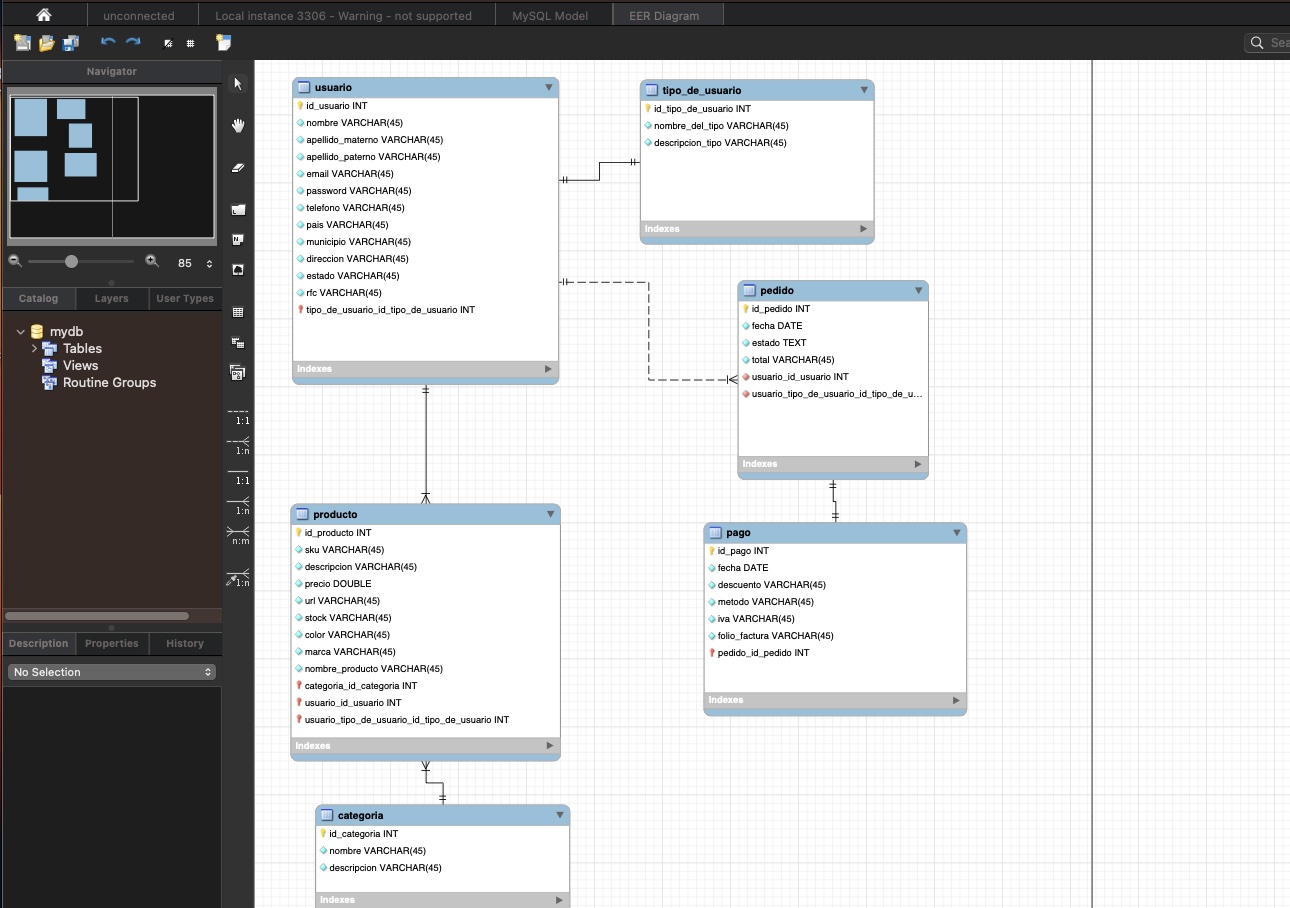 unconnected
Local instance 3306 - Warning - not supported
MySQL Model
EER Diagram
Sea
Navigator
85
Catalog
Layers
User Types
mydb
Tables
Views
Routine Groups
Description
Properties
History
No Selection
1:1
1:n
1:1
1:n
n:m
1:n
usuario
id_usuario INT
nombre VARCHAR(45)
apellido_materno VARCHAR(45)
apellido_paterno VARCHAR(45)
email VARCHAR(45)
password VARCHAR(45)
telefono VARCHAR(45)
pais VARCHAR(45)
municipio VARCHAR(45)
direccion VARCHAR(45)
estado VARCHAR(45)
rfc VARCHAR(45)
tipo_de_usuario_id_tipo_de_usuario INT
Indexes
tipo_de_usuario
id_tipo_de_usuario INT
nombre_del_tipo VARCHAR(45)
descripcion_tipo VARCHAR(45)
Indexes
pedido
id_pedido INT
fecha DATE
estado TEXT
total VARCHAR(45)
usuario_id_usuario INT
usuario_tipo_de_usuario_id_tipo_de_u...
Indexes
producto
id_producto INT
sku VARCHAR(45)
descripcion VARCHAR(45)
precio DOUBLE
url VARCHAR(45)
stock VARCHAR(45)
color VARCHAR(45)
marca VARCHAR(45)
nombre_producto VARCHAR(45)
categoria_id_categoria INT
usuario_id_usuario INT
usuario_tipo_de_usuario_id_tipo_de_usuario INT
Indexes
pago
id_pago INT
fecha DATE
descuento VARCHAR(45)
metodo VARCHAR(45)
iva VARCHAR(45)
folio_factura VARCHAR(45)
pedido_id_pedido INT
Indexes
categoria
id_categoria INT
nombre VARCHAR(45)
descripcion VARCHAR(45)
Indexes